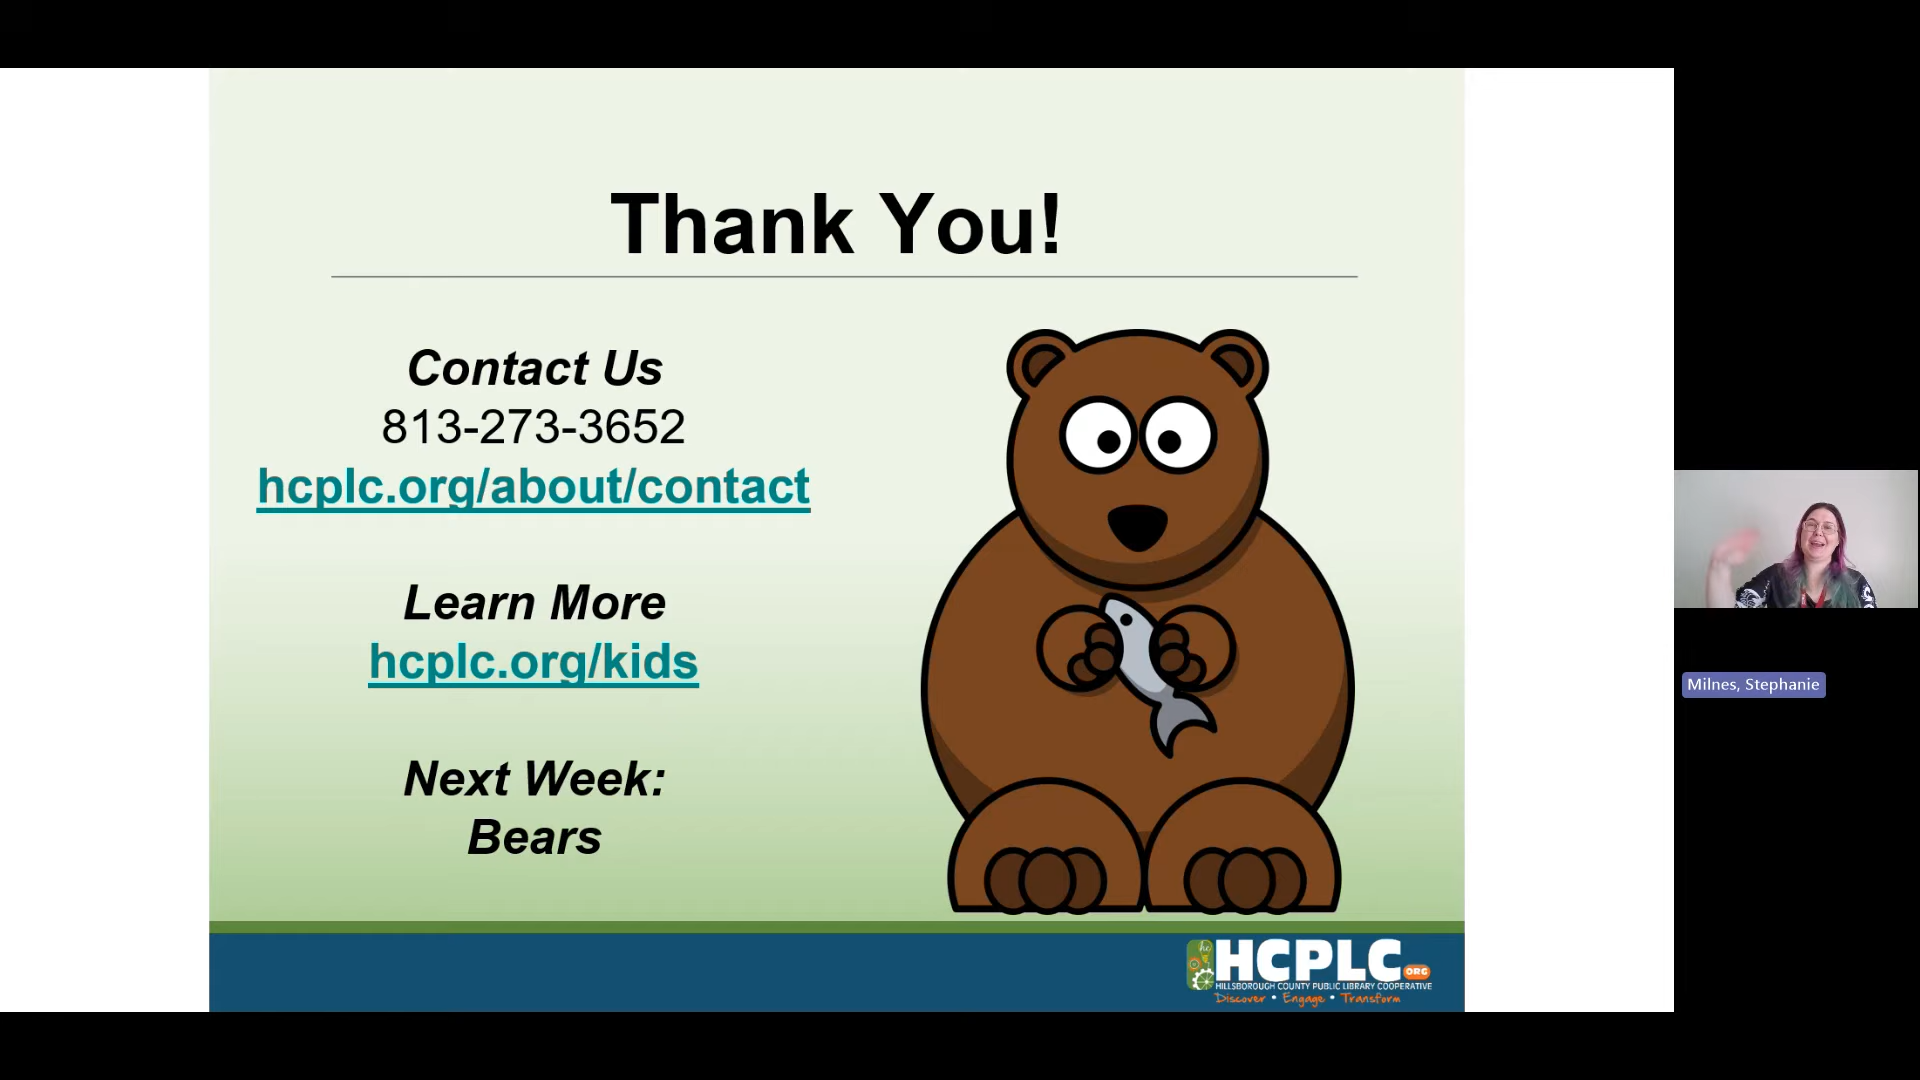 Thank You!
Contact Us
813-273-3652
hcplc.org/about/contact
Learn More
hcplc.org/kids
Next Week:
Bears
Milnes, Stephanie
hc
HCPLC
ORG
HILLSBOROUGH COUNTY PUBLIC LIBRARY COOPERATIVE
Discover • Engage • Transform